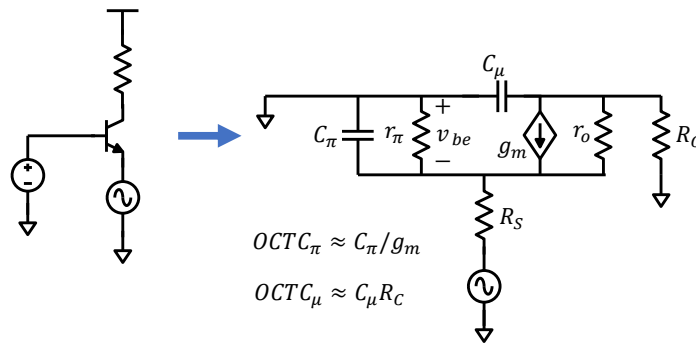 C_μ
+
C_π
r_π
v_be
g_m
r_o
R_C
−
R_S
OCTC_π ≈ C_π/g_m
OCTC_μ ≈ C_μR_C
+
-